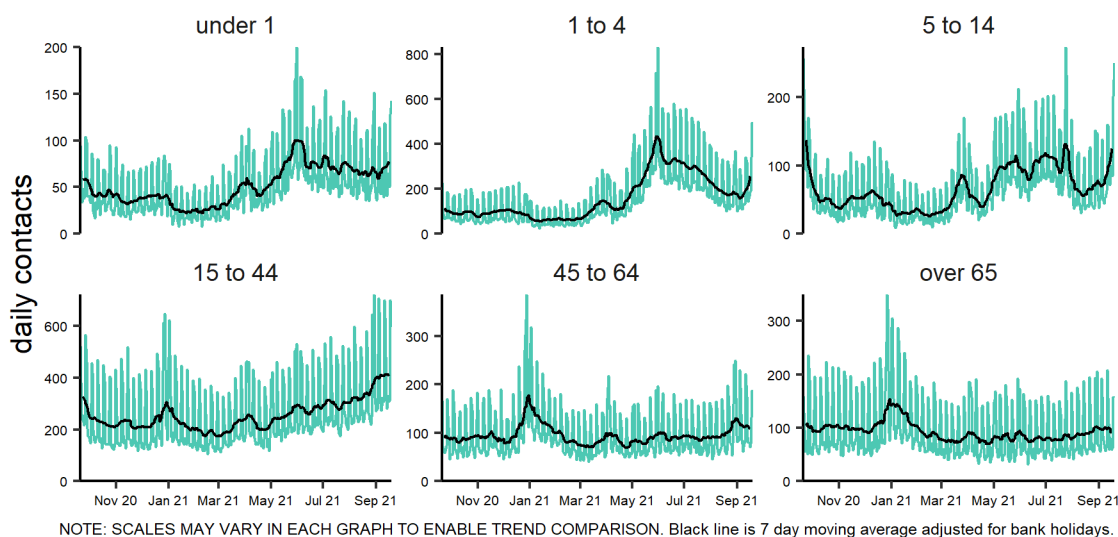 under 1
1 to 4
5 to 14
200
150
100
50
0
800
600
400
200
0
200
100
0
daily contacts
15 to 44
45 to 64
over 65
600
400
200
0
300
200
100
0
300
200
100
0
Nov 20 Jan 21 Mar 21 May 21 Jul 21 Sep 21
Nov 20 Jan 21 Mar 21 May 21 Jul 21 Sep 21
Nov 20 Jan 21 Mar 21 May 21 Jul 21 Sep 21
NOTE: SCALES MAY VARY IN EACH GRAPH TO ENABLE TREND COMPARISON. Black line is 7 day moving average adjusted for bank holidays.